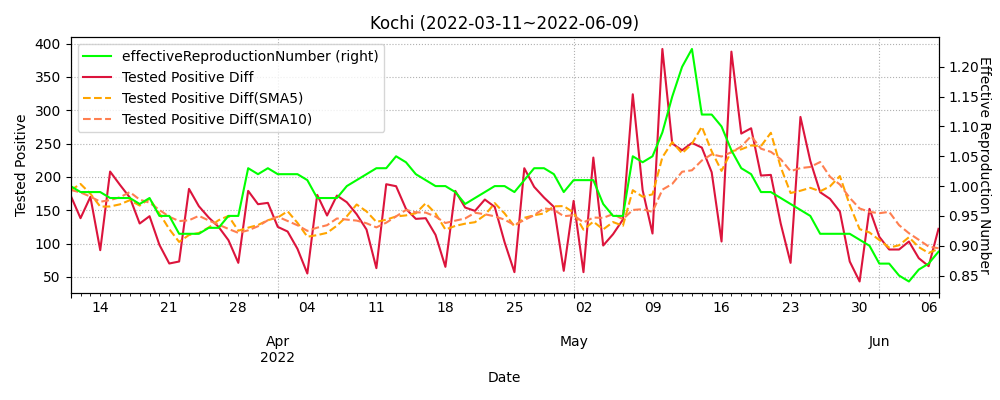 Kochi (2022-03-11~2022-06-09)
effectiveReproductionNumber (right)
Tested Positive Diff
Tested Positive Diff(SMA5)
Tested Positive Diff(SMA10)
Tested Positive
400
350
300
250
200
150
100
50
Effective Reproduction Number
1.20
1.15
1.10
1.05
1.00
0.95
0.90
0.85
14 21 28 04 11 18 25 02 09 16 23 30 06
Apr May Jun
2022
Date